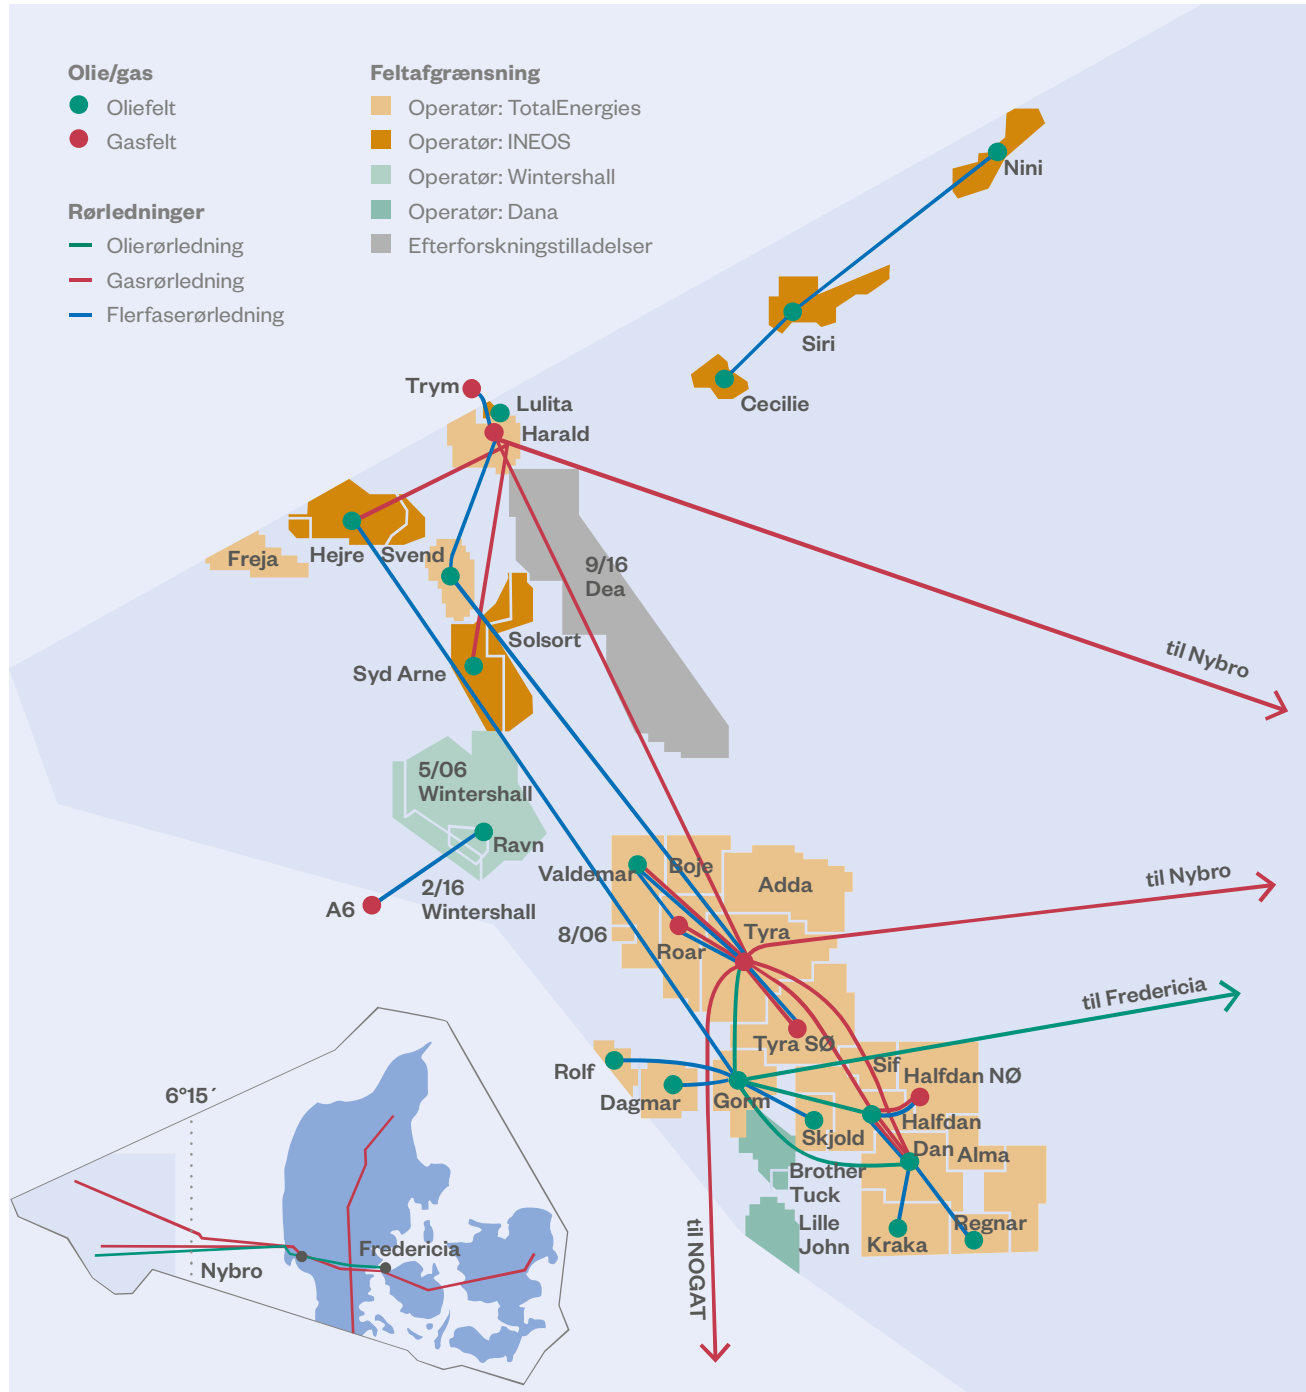 Olie/gas
Oliefelt
Gasfelt
Rørledninger
Olierørledning
Gasrørledning
Flerfaserørledning
Feltafgrænsning
Operatør: TotalEnergies
Operatør: INEOS
Operatør: Wintershall
Operatør: Dana
Efterforskningstilladelser
Nini
Siri
Cecilie
Trym
Lulita
Harald
Freja
Hejre
Svend
9/16
Dea
Solsort
Syd Arne
til Nybro
5/06
Wintershall
Ravn
2/16
Wintershall
A6
Valdemar
Boje
Adda
til Nybro
8/06
Roar
Tyra
til Fredericia
Tyra SØ
Rolf
Dagmar
Gorm
Sif
Halfdan NØ
Halfdan
Skjold
Dan
Alma
Brother
Tuck
Lille
John
Kraka
Regnar
til NOGAT
6°15´
Nybro
Fredericia